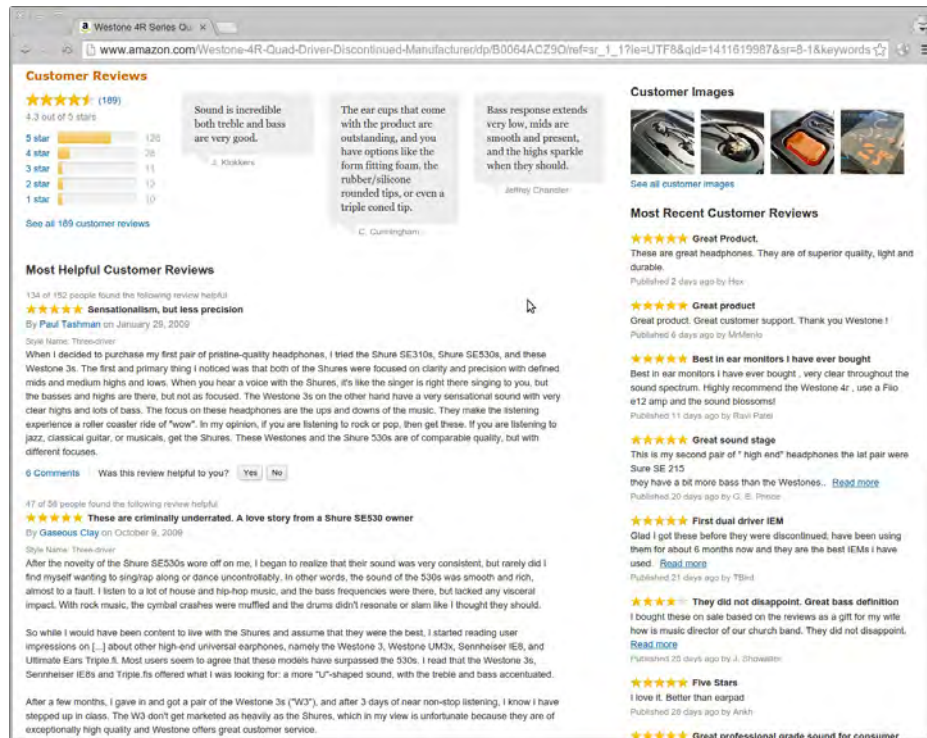 Westone 4R Series Qu
www.amazon.com/Westone-4R-Quad-Driver-Discontinued-Manufacturer/dp/B0064ACZ9O/ref=sr_1_1?ie=UTF8&qid=1411619987&sr=8-1&keywords
Customer Reviews
(189)
4.3 out of 5 stars
5 star 126
4 star 28
3 star 11
2 star 12
1 star 10
See all 189 customer reviews
Sound is incredible
both treble and bass
are very good.
J. Klokkers
The ear cups that come
with the product are
outstanding, and you
have options like the
form fitting foam, the
rubber/silicone
rounded tips, or even a
triple coned tip.
C. Cunningham
Bass response extends
very low, mids are
smooth and present,
and the highs sparkle
when they should.
Jeffrey Chandler
Most Helpful Customer Reviews
134 of 152 people found the following review helpful
Sensationalism, but less precision
By Paul Tashman on January 29, 2009
Style Name: Three-driver
When I decided to purchase my first pair of pristine-quality headphones, I tried the Shure SE310s, Shure SE530s, and these
Westone 3s. The first and primary thing I noticed was that both of the Shures were focused on clarity and precision with defined
mids and medium highs and lows. When you hear a voice with the Shures, it's like the singer is right there singing to you, but
the basses and highs are there, but not as focused. The Westone 3s on the other hand have a very sensational sound with very
clear highs and lots of bass. The focus on these headphones are the ups and downs of the music. They make the listening
experience a roller coaster ride of "wow". In my opinion, if you are listening to rock or pop, then get these. If you are listening to
jazz, classical guitar, or musicals, get the Shures. These Westones and the Shure 530s are of comparable quality, but with
different focuses.
6 Comments Was this review helpful to you? Yes No
47 of 56 people found the following review helpful
These are criminally underrated. A love story from a Shure SE530 owner
By Gaseous Clay on October 9, 2009
Style Name: Three-driver
After the novelty of the Shure SE530s wore off on me, I began to realize that their sound was very consistent, but rarely did I
find myself wanting to sing/rap along or dance uncontrollably. In other words, the sound of the 530s was smooth and rich,
almost to a fault. I listen to a lot of house and hip-hop music, and the bass frequencies were there, but lacked any visceral
impact. With rock music, the cymbal crashes were muffled and the drums didn't resonate or slam like I thought they should.
So while I would have been content to live with the Shures and assume that they were the best, I started reading user
impressions on [...] about other high-end universal earphones, namely the Westone 3, Westone UM3x, Sennheiser IE8, and
Ultimate Ears Triple.fi. Most users seem to agree that these models have surpassed the 530s. I read that the Westone 3s,
Sennheiser IE8s and Triple.fis offered what I was looking for: a more "U"-shaped sound, with the treble and bass accentuated.
After a few months, I gave in and got a pair of the Westone 3s ("W3"), and after 3 days of near non-stop listening, I know I have
stepped up in class. The W3 don't get marketed as heavily as the Shures, which in my view is unfortunate because they are of
exceptionally high quality and Westone offers great customer service.
Customer Images
See all customer images
Most Recent Customer Reviews
Great Product,
These are great headphones. They are of superior quality, light and
durable.
Published 2 days ago by Hex
Great product
Great product. Great customer support. Thank you Westone !
Published 6 days ago by MrMenlo
Best in ear monitors I have ever bought
Best in ear monitors I have bought , very clear throughout the
sound spectrum. Highly recommend the Westone 4r , use a Fiio
e12 amp and the sound blossoms!
Published 11 days ago by Ravi Patel
Great sound stage
This is my second pair of " high end" headphones the lat pair were
Sure SE 215
they have a bit more bass than the Westones... Read more
Published 20 days ago by G. E. Prince
First dual driver IEM
Glad I got these before they were discontinued; have been using
them for about 6 months now and they are the best IEMs i have
used. Read more
Published 21 days ago by TBird
They did not disappoint. Great bass definition
I bought these on sale based on the reviews as a gift for my wife
how is music director of our church band. They did not disappoint.
Read more
Published 25 days ago by J. Showalter
Five Stars
I love it. Better than earpad
Published 28 days ago by Ankh
Great professional grade sound for consumer